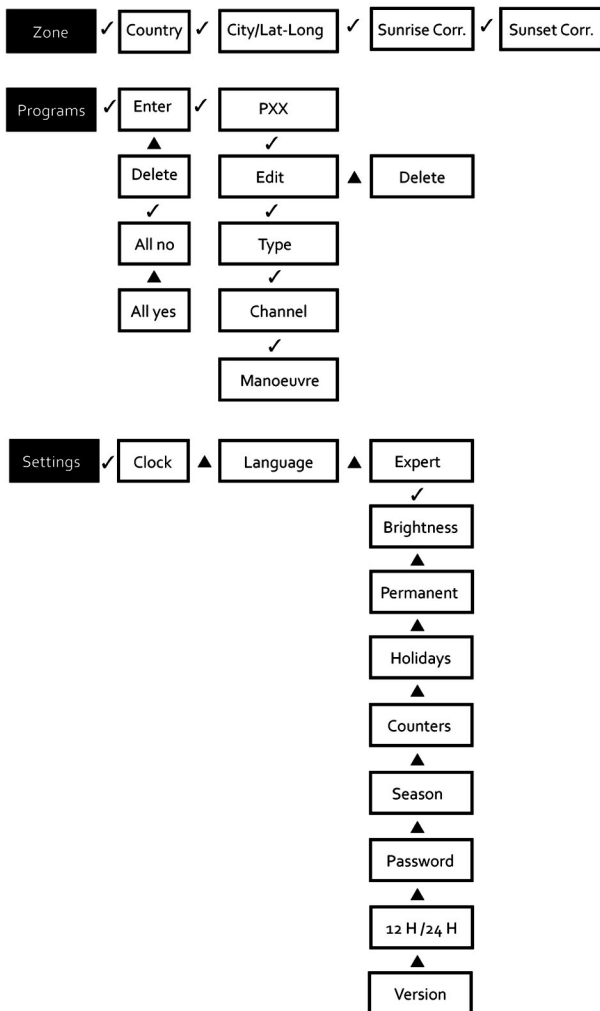 Zone ✓ Country ✓ City/Lat-Long ✓ Sunrise Corr. ✓ Sunset Corr.
Programs ✓ Enter ✓ PXX
▲ ✓
Delete Edit ▲ Delete
✓ ✓
All no Type
▲ ✓
All yes Channel
✓
Manoeuvre
Settings ✓ Clock ▲ Language ▲ Expert
✓
Brightness
▲
Permanent
▲
Holidays
▲
Counters
▲
Season
▲
Password
▲
12 H /24 H
▲
Version